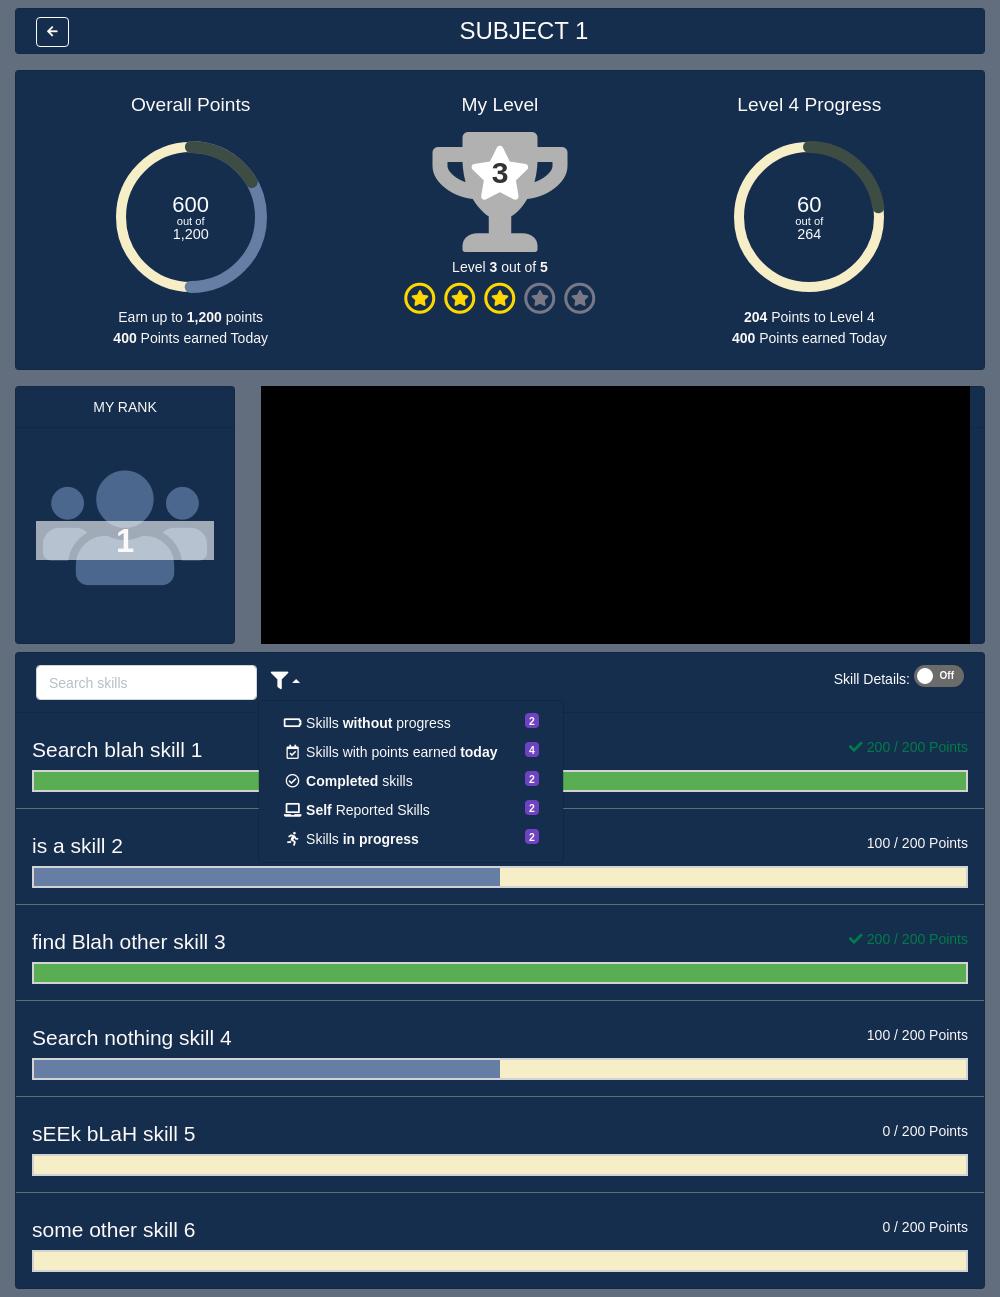 SUBJECT 1
Overall Points
600
out of
1,200
Earn up to 1,200 points
400 Points earned Today
My Level
3
Level 3 out of 5
Level 4 Progress
60
out of
264
204 Points to Level 4
400 Points earned Today
MY RANK
1
Search skills
Skill Details: Off
Skills without progress 2
Skills with points earned today 4
Completed skills 2
Self Reported Skills 2
Skills in progress 2
Search blah skill 1
200 / 200 Points
is a skill 2
100 / 200 Points
find Blah other skill 3
200 / 200 Points
Search nothing skill 4
100 / 200 Points
sEEk bLaH skill 5
0 / 200 Points
some other skill 6
0 / 200 Points